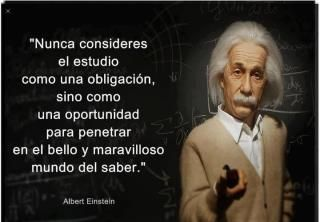 "Nunca consideres
el estudio
como una obligación,
sino como
una oportunidad
para penetrar
en el bello y maravilloso
mundo del saber."
Albert Einstein